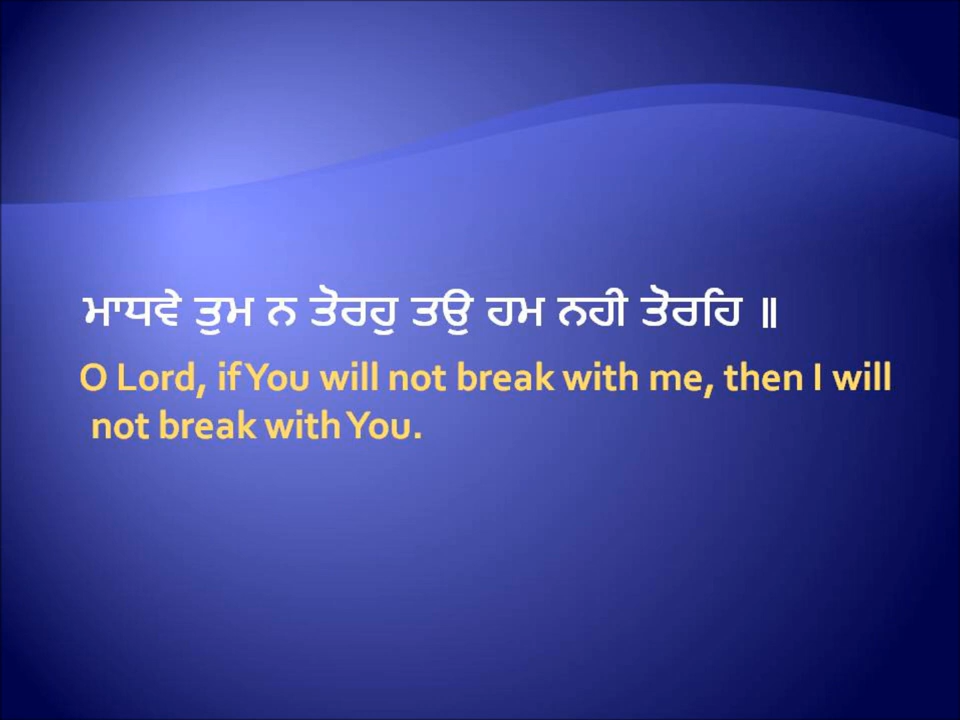 ਮਾਧਵੇ ਤੁਮ ਨ ਤੋਰਹੁ ਤਉ ਹਮ ਨਹੀ ਤੋਰਹਿ ॥
O Lord, if You will not break with me, then I will
not break with You.